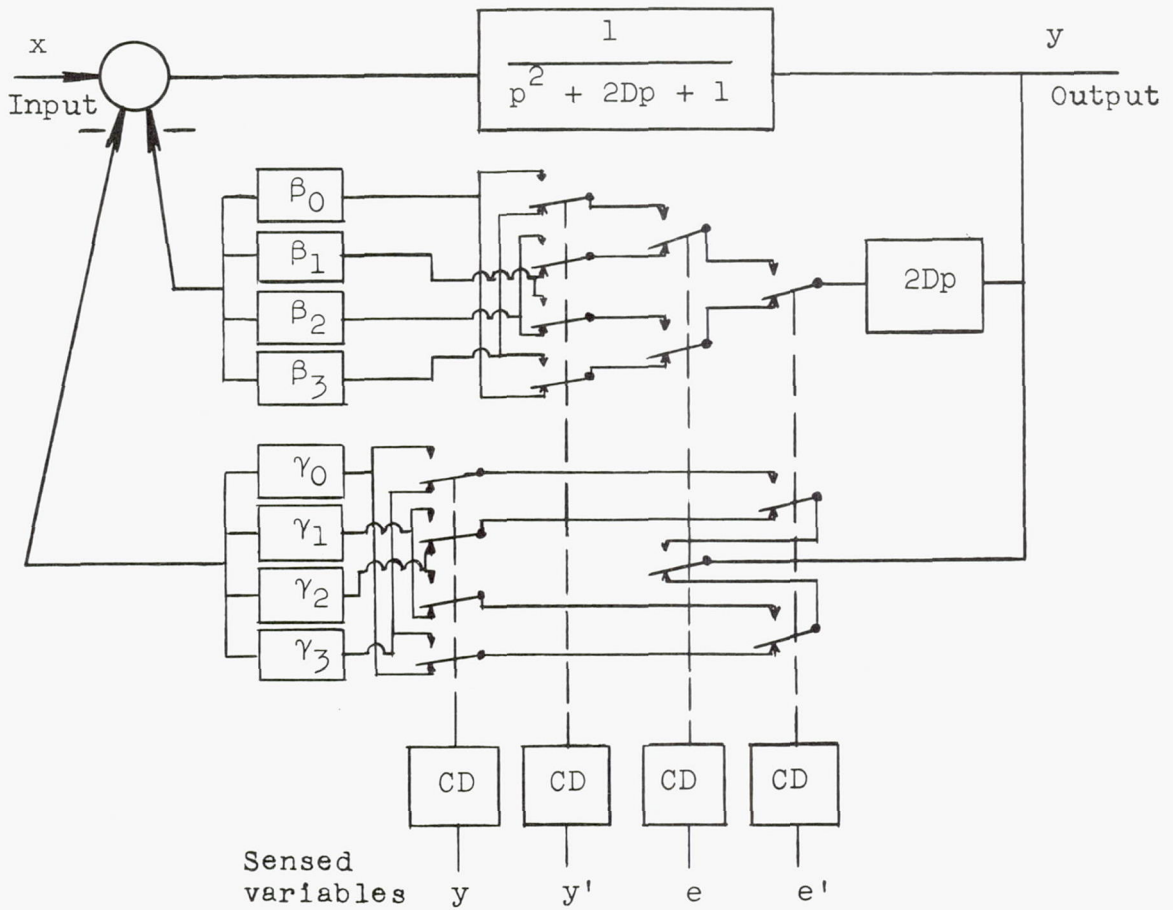 x
Input
1
p² + 2Dp + 1
y
Output
— —
β₀
β₁
β₂
β₃
2Dp
γ₀
γ₁
γ₂
γ₃
CD CD CD CD
Sensed
variables y y' e e'